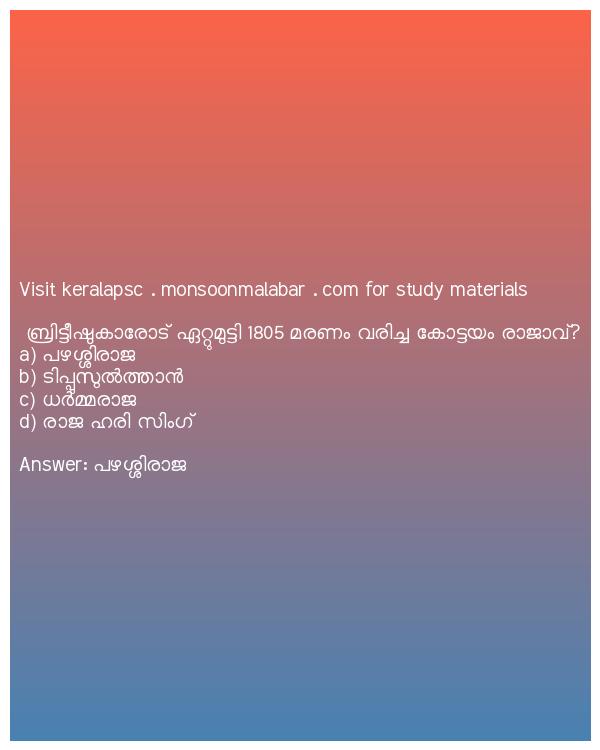 Visit keralapsc . monsoonmalabar . com for study materials
ബ്രിട്ടീഷുകാരോട് ഏറ്റുമുട്ടി 1805 മരണം വരിച്ച കോട്ടയം രാജാവ്?
a) പഴശ്ശിരാജ
b) ടിപ്പുസുൽത്താൻ
c) ധർമ്മരാജ
d) രാജ ഹരി സിംഗ്
Answer: പഴശ്ശിരാജ